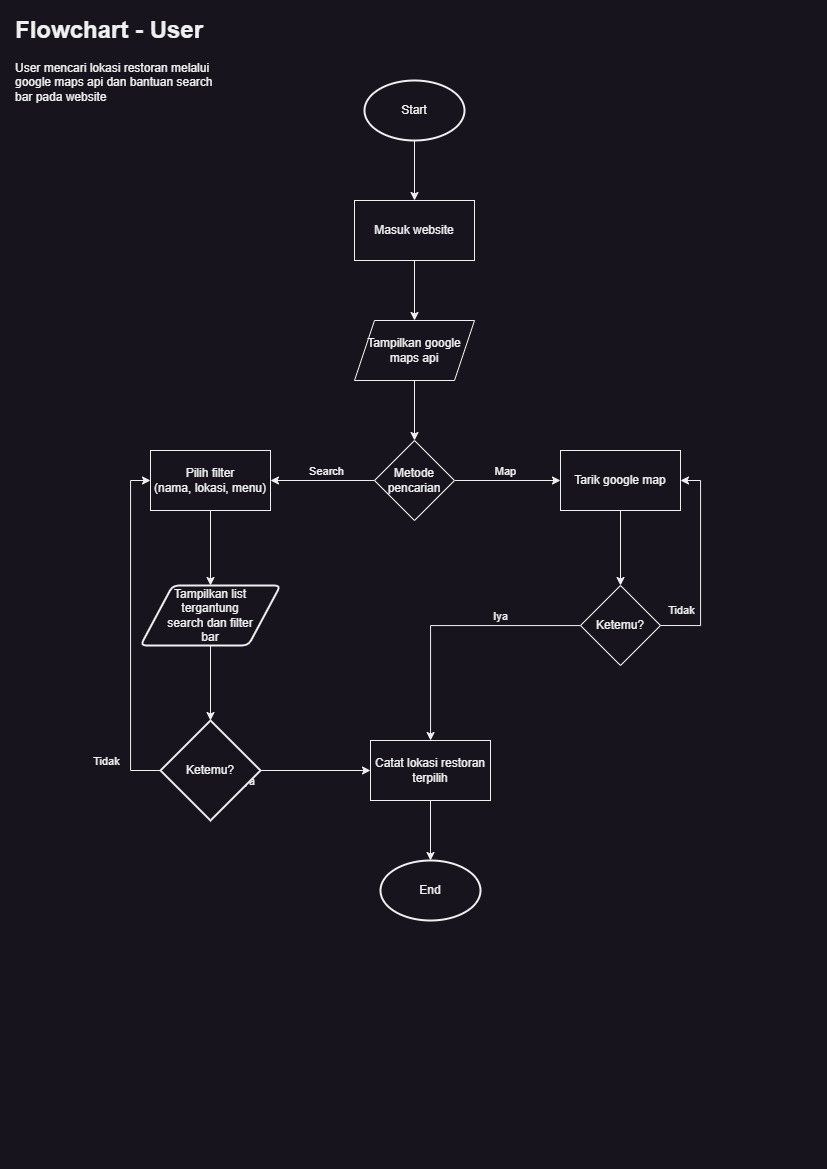 Flowchart - User
User mencari lokasi restoran melalui
google maps api dan bantuan search
bar pada website
Start
Masuk website
Tampilkan google
maps api
Metode
pencarian
Search
Map
Pilih filter
(nama, lokasi, menu)
Tarik google map
Tampilkan list
tergantung
search dan filter
bar
Iya
Ketemu?
Tidak
Tidak
Ketemu?
Catat lokasi restoran
terpilih
End